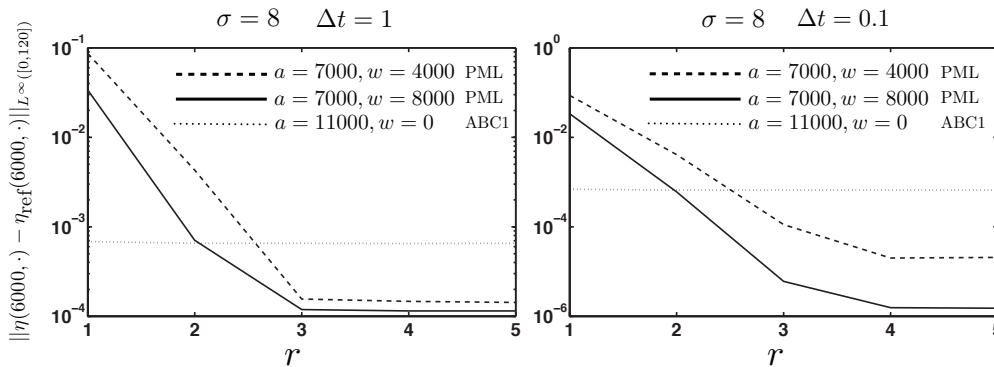 σ = 8 Δt = 1
||η(6000, ·) − η_ref(6000, ·)||_{L^∞([0,120])}
10^{-1}
10^{-2}
10^{-3}
10^{-4}
a = 7000, w = 4000 PML
a = 7000, w = 8000 PML
a = 11000, w = 0 ABC1
1 2 3 4 5
r
σ = 8 Δt = 0.1
10^{0}
10^{-2}
10^{-4}
10^{-6}
a = 7000, w = 4000 PML
a = 7000, w = 8000 PML
a = 11000, w = 0 ABC1
1 2 3 4 5
r